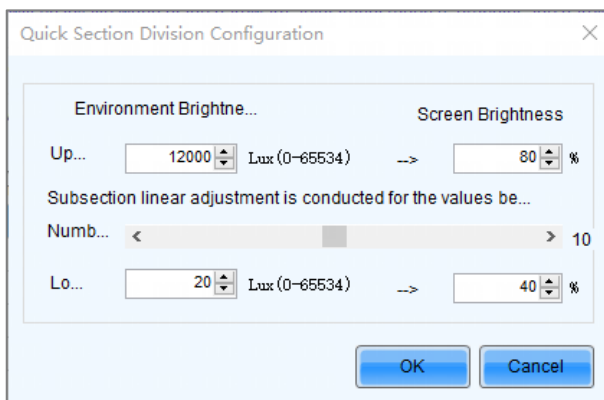 Quick Section Division Configuration
Environment Brightne... Screen Brightness
Up... 12000 Lux(0-65534) --> 80 %
Subsection linear adjustment is conducted for the values be...
Numb... < > 10
Lo... 20 Lux(0-65534) --> 40 %
OK Cancel